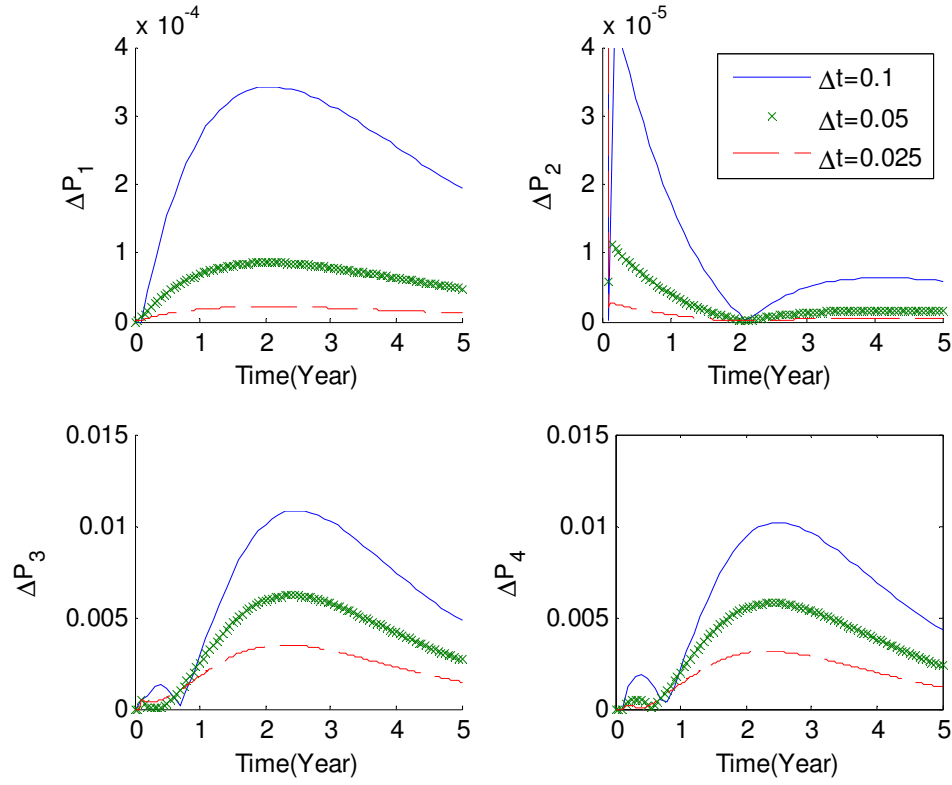 x 10⁻⁴
4
3
2
1
0
ΔP₁
0 1 2 3 4 5
Time(Year)
x 10⁻⁵
4
3
2
1
0
ΔP₂
0 1 2 3 4 5
Time(Year)
Δt=0.1
Δt=0.05
Δt=0.025
0.015
0.01
0.005
0
ΔP₃
0 1 2 3 4 5
Time(Year)
0.015
0.01
0.005
0
ΔP₄
0 1 2 3 4 5
Time(Year)